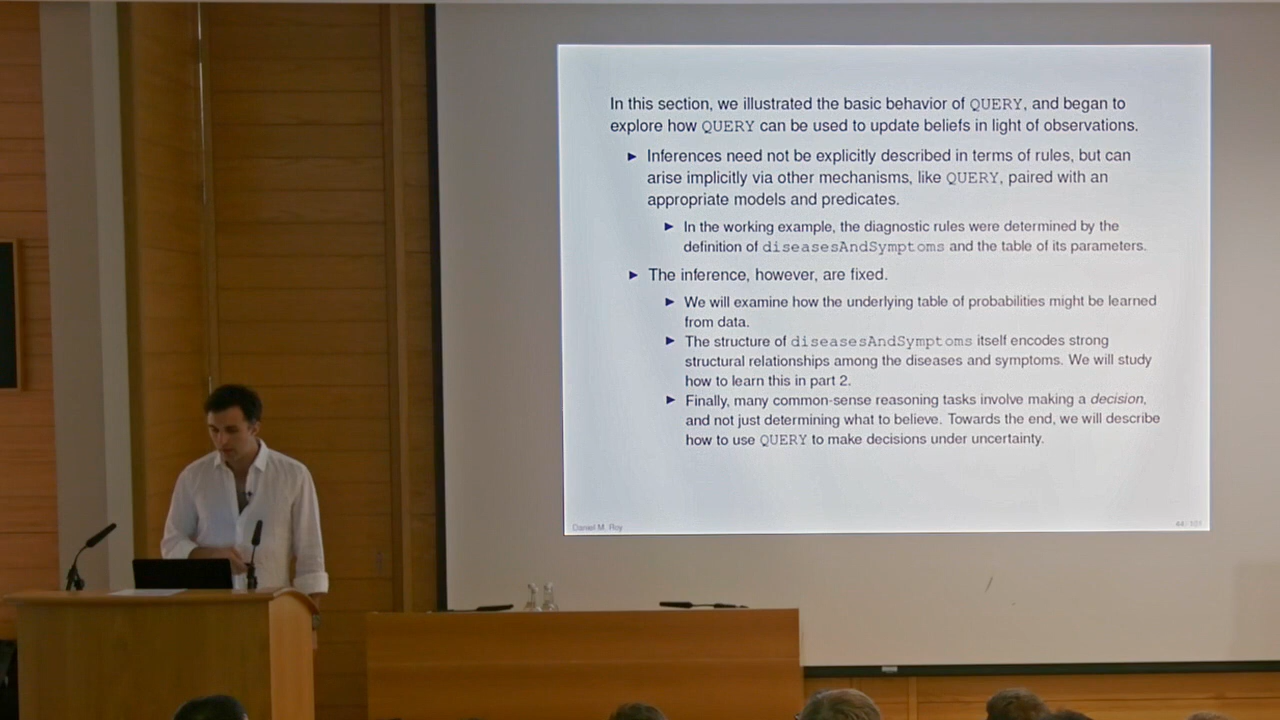 In this section, we illustrated the basic behavior of QUERY, and began to
explore how QUERY can be used to update beliefs in light of observations.
► Inferences need not be explicitly described in terms of rules, but can
arise implicitly via other mechanisms, like QUERY, paired with an
appropriate models and predicates.
► In the working example, the diagnostic rules were determined by the
definition of diseasesAndSymptoms and the table of its parameters.
► The inference, however, are fixed.
► We will examine how the underlying table of probabilities might be learned
from data.
► The structure of diseasesAndSymptoms itself encodes strong
structural relationships among the diseases and symptoms. We will study
how to learn this in part 2.
► Finally, many common-sense reasoning tasks involve making a decision,
and not just determining what to believe. Towards the end, we will describe
how to use QUERY to make decisions under uncertainty.
Daniel M. Roy
44 /